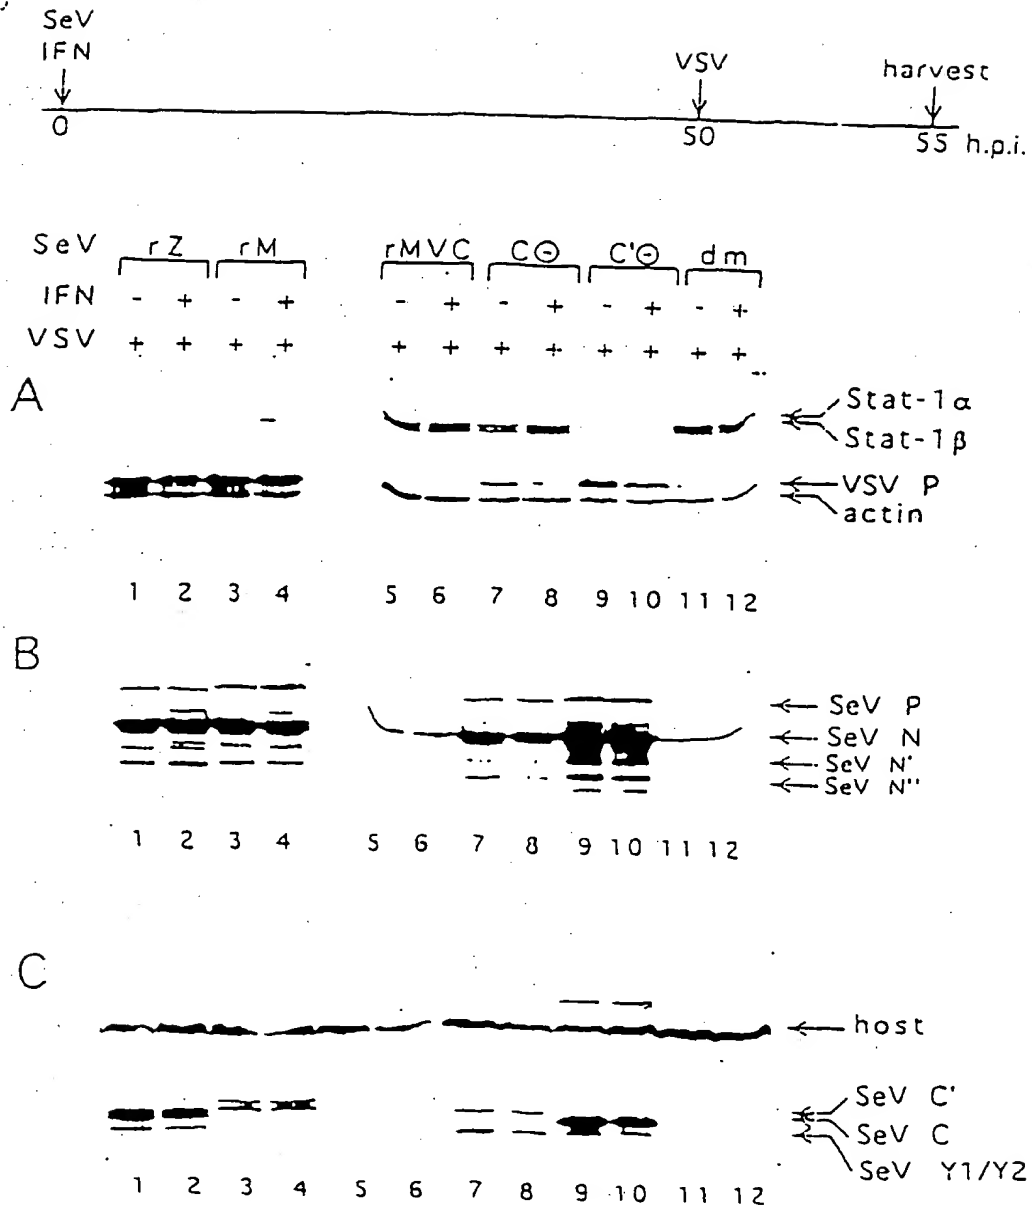 SeV
IFN
VSV
harvest
0
50
55 h.p.i.
SeV rZ rM rMVC C⊖ C'⊖ dm
IFN - + - + - + - + - + - +
VSV + + + + + + + + + + + +
A
Stat-1α
Stat-1β
VSV P
actin
1 2 3 4 5 6 7 8 9 10 11 12
B
SeV P
SeV N
SeV N'
SeV N"
1 2 3 4 5 6 7 8 9 10 11 12
C
host
SeV C'
SeV C
SeV Y1/Y2
1 2 3 4 5 6 7 8 9 10 11 12